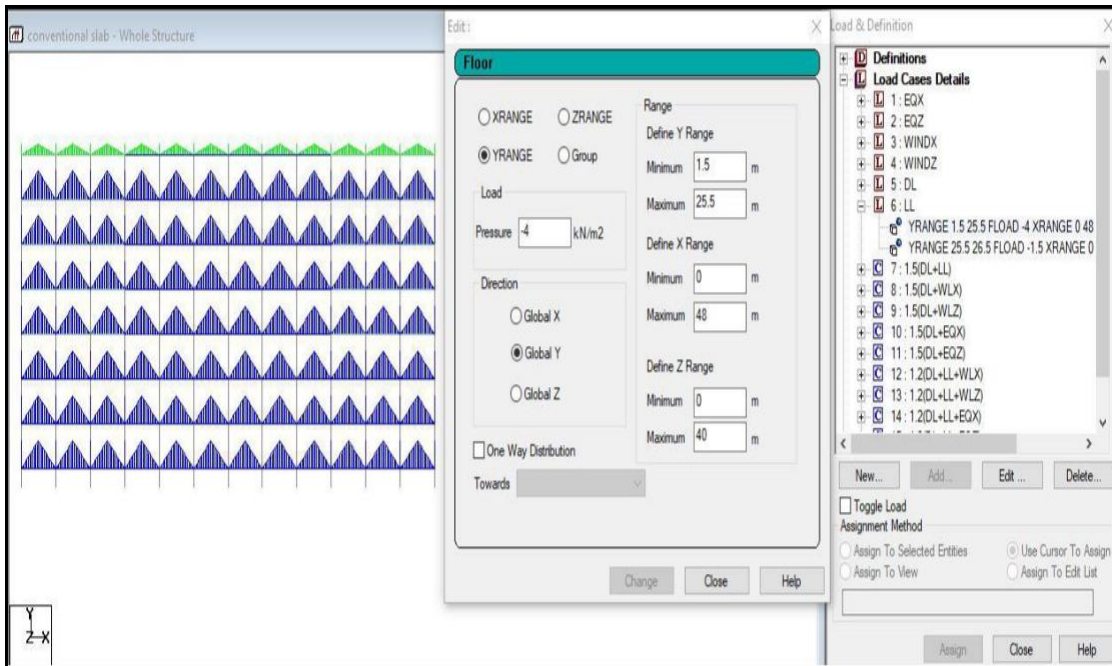 conventional slab - Whole Structure
Y
Z X
Edit :
Floor
XRANGE
ZRANGE
YRANGE
Group
Load
Pressure -4 kN/m2
Direction
Global X
Global Y
Global Z
One Way Distribution
Towards
Range
Define Y Range
Minimum 1.5 m
Maximum 25.5 m
Define X Range
Minimum 0 m
Maximum 48 m
Define Z Range
Minimum 0 m
Maximum 40 m
Change Close Help
Load & Definition
D Definitions
L Load Cases Details
L 1 : EQX
L 2 : EQZ
L 3 : WINDX
L 4 : WINDZ
L 5 : DL
L 6 : LL
YRANGE 1.5 25.5 FLOAD -4 XRANGE 0 48
YRANGE 25.5 26.5 FLOAD -1.5 XRANGE 0
C 7 : 1.5(DL+LL)
C 8 : 1.5(DL+WLX)
C 9 : 1.5(DL+WLZ)
C 10 : 1.5(DL+EQX)
C 11 : 1.5(DL+EQZ)
C 12 : 1.2(DL+LL+WLX)
C 13 : 1.2(DL+LL+WLZ)
C 14 : 1.2(DL+LL+EQX)
New... Add... Edit ... Delete...
Toggle Load
Assignment Method
Assign To Selected Entities
Use Cursor To Assign
Assign To View
Assign To Edit List
Assign Close Help